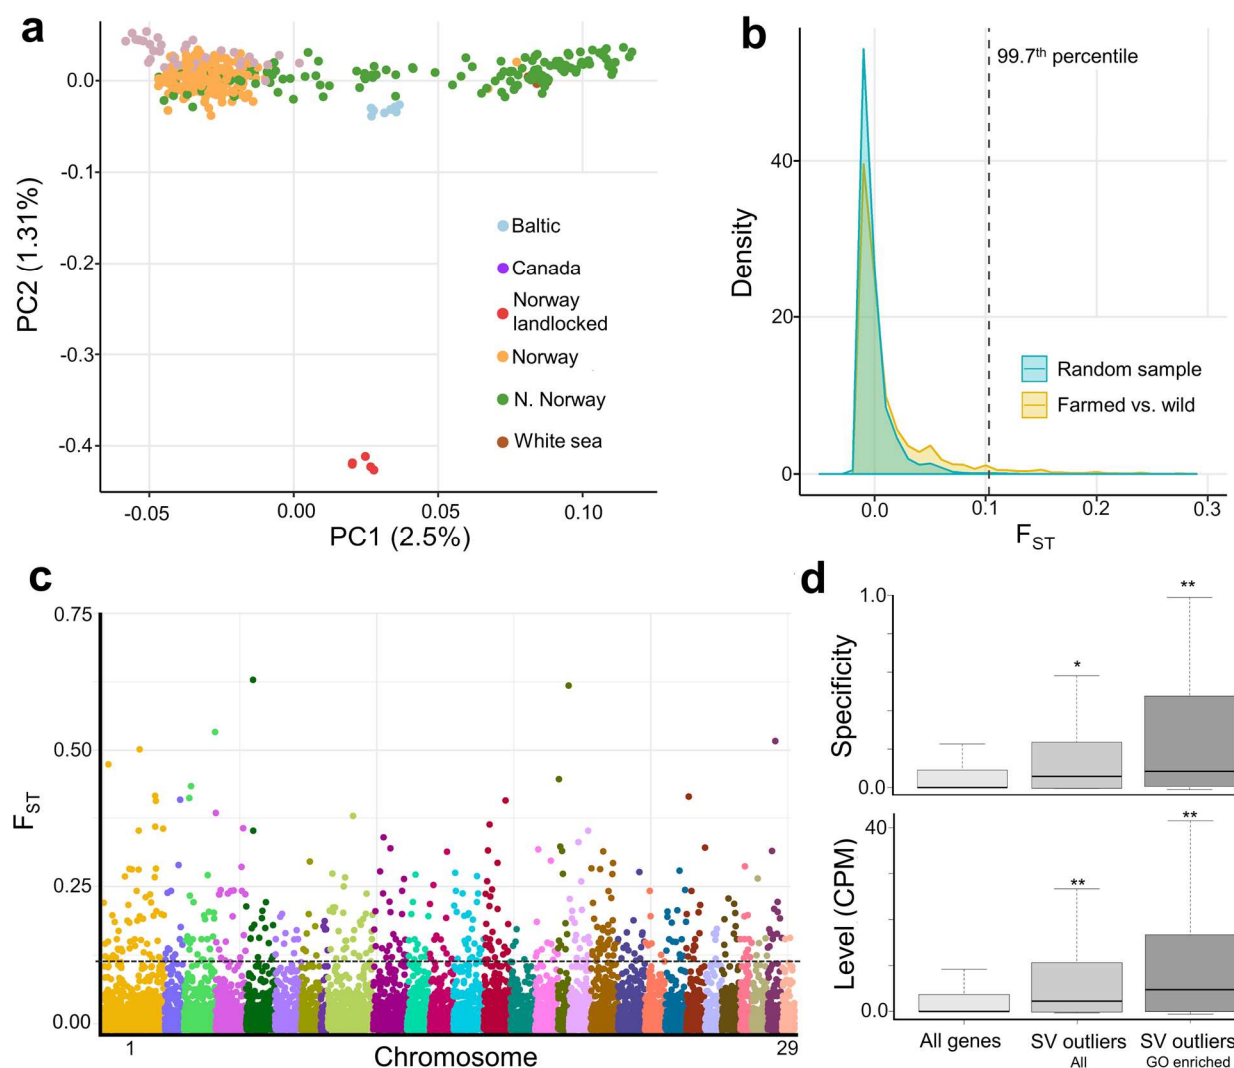 a
0.0
-0.1
-0.2
-0.3
-0.4
PC2 (1.31%)
-0.05
0.00
0.05
0.10
PC1 (2.5%)
Baltic
Canada
Norway
landlocked
Norway
N. Norway
White sea
b
99.7th percentile
40
20
0
Density
0.0
0.1
0.2
0.3
FST
Random sample
Farmed vs. wild
c
0.75
0.50
0.25
0.00
FST
1
29
Chromosome
d
1.0
0.0
Specificity
*
**
40
0.0
Level (CPM)
**
**
All genes
SV outliers
All
SV outliers
GO enriched